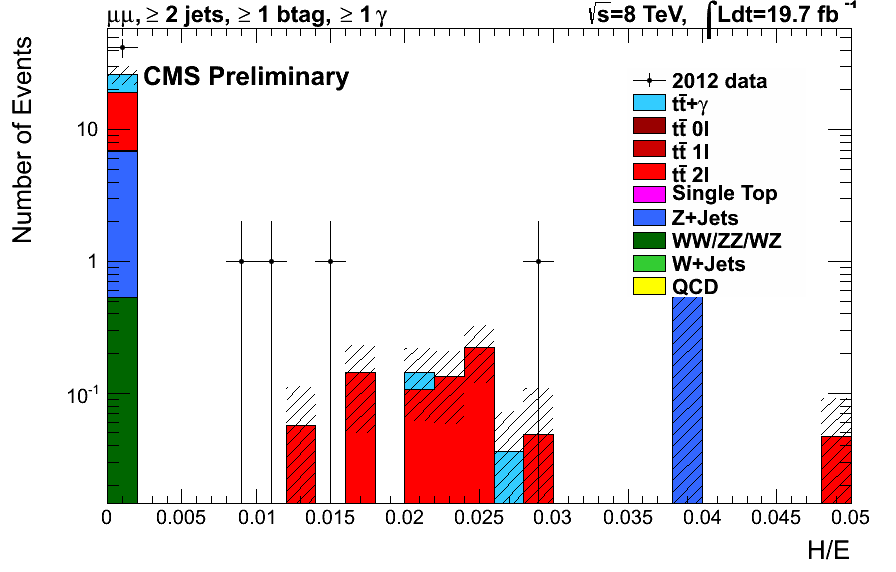 μμ, ≥ 2 jets, ≥ 1 btag, ≥ 1 γ
√s=8 TeV, ∫Ldt=19.7 fb⁻¹
CMS Preliminary
Number of Events
10
1
10⁻¹
2012 data
tt̄+γ
tt̄ 0l
tt̄ 1l
tt̄ 2l
Single Top
Z+Jets
WW/ZZ/WZ
W+Jets
QCD
0 0.005 0.01 0.015 0.02 0.025 0.03 0.035 0.04 0.045 0.05
H/E